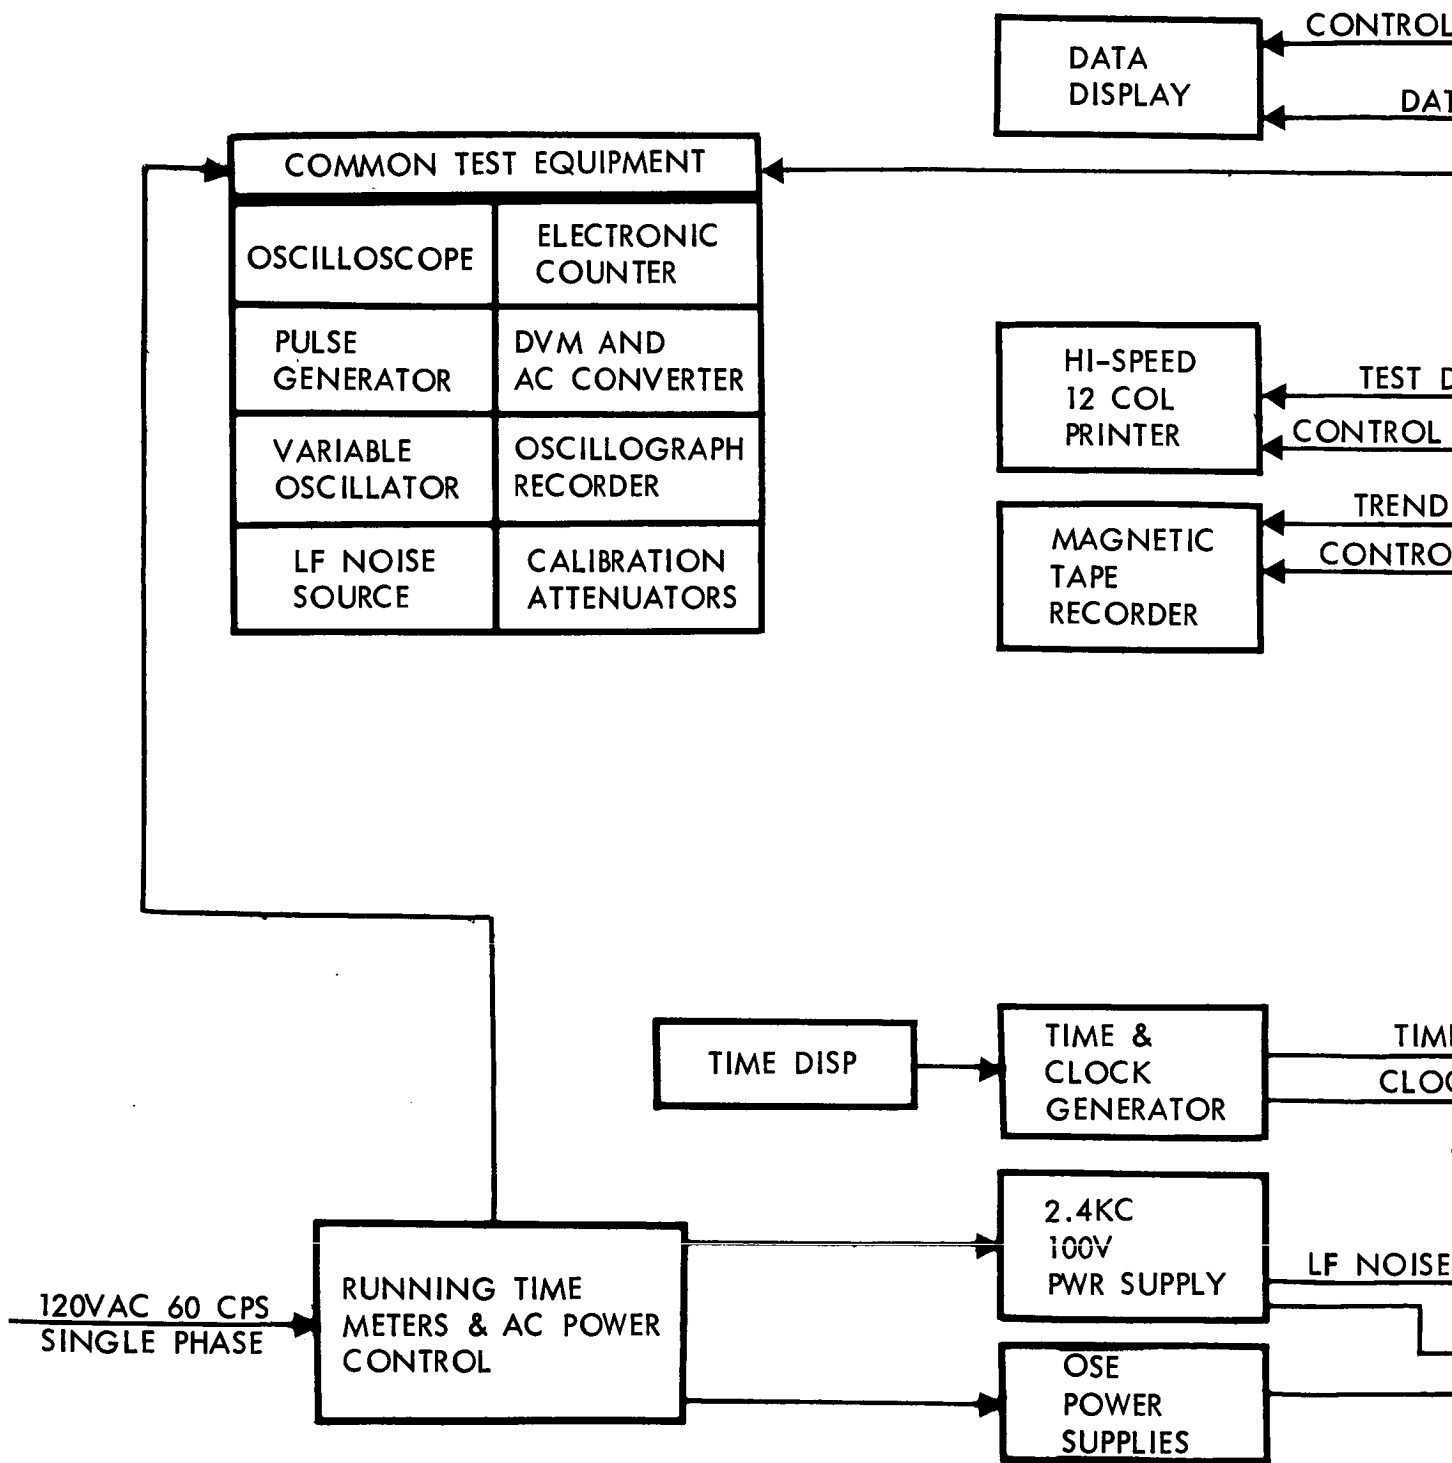 CONTROL
DATA
DISPLAY
COMMON TEST EQUIPMENT
OSCILLOSCOPE
ELECTRONIC
COUNTER
PULSE
GENERATOR
DVM AND
AC CONVERTER
VARIABLE
OSCILLATOR
OSCILLOGRAPH
RECORDER
LF NOISE
SOURCE
CALIBRATION
ATTENUATORS
HI-SPEED
12 COL
PRINTER
TEST
CONTROL
MAGNETIC
TAPE
RECORDER
TREND
TIME DISP
TIME &
CLOCK
GENERATOR
2.4KC
100V
PWR SUPPLY
LF NOISE
120VAC 60 CPS
SINGLE PHASE
RUNNING TIME
METERS & AC POWER
CONTROL
OSE
POWER
SUPPLIES